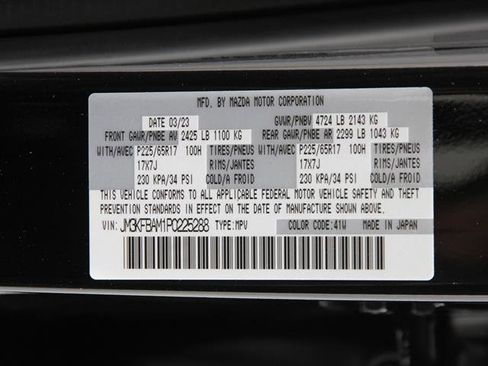 MFD. BY MAZDA MOTOR CORPORATION
DATE 03/23 GVWR/PNBV 4724 LB 2143 KG
FRONT GAWR/PNBE AV 2425 LB 1100 KG REAR GAWR/PNBE AR 2299 LB 1043 KG
WITH/AVEC P225/65R17 100H TIRES/PNEUS WITH/AVEC P225/65R17 100H TIRES/PNEUS
17X7J RIMS/JANTES 17X7J RIMS/JANTES
230 KPA/34 PSI COLD/A FROID 230 KPA/34 PSI COLD/A FROID
THIS VEHICLE CONFORMS TO ALL APPLICABLE FEDERAL MOTOR VEHICLE SAFETY AND THEFT
PREVENTION STANDARDS IN EFFECT ON THE DATE OF MANUFACTURE SHOWN ABOVE.
VIN: JM3KFBAM1P0225288 TYPE: MPV COLOR CODE: 41W MADE IN JAPAN